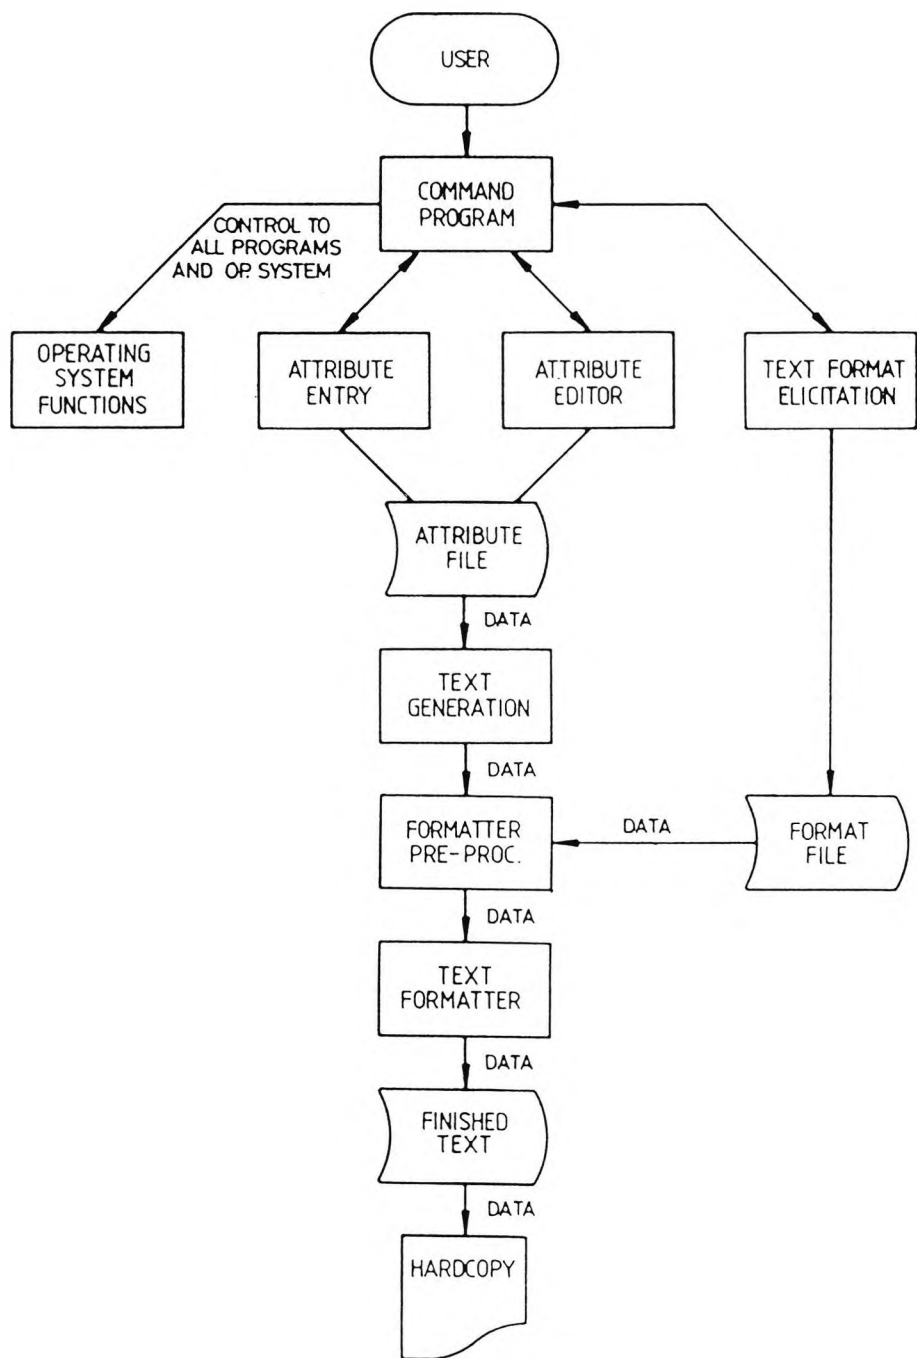 USER
COMMAND
PROGRAM
CONTROL TO
ALL PROGRAMS
AND OP. SYSTEM
OPERATING
SYSTEM
FUNCTIONS
ATTRIBUTE
ENTRY
ATTRIBUTE
EDITOR
TEXT FORMAT
ELICITATION
ATTRIBUTE
FILE
DATA
TEXT
GENERATION
DATA
FORMATTER
PRE-PROC.
DATA
FORMAT
FILE
DATA
TEXT
FORMATTER
DATA
FINISHED
TEXT
DATA
HARDCOPY